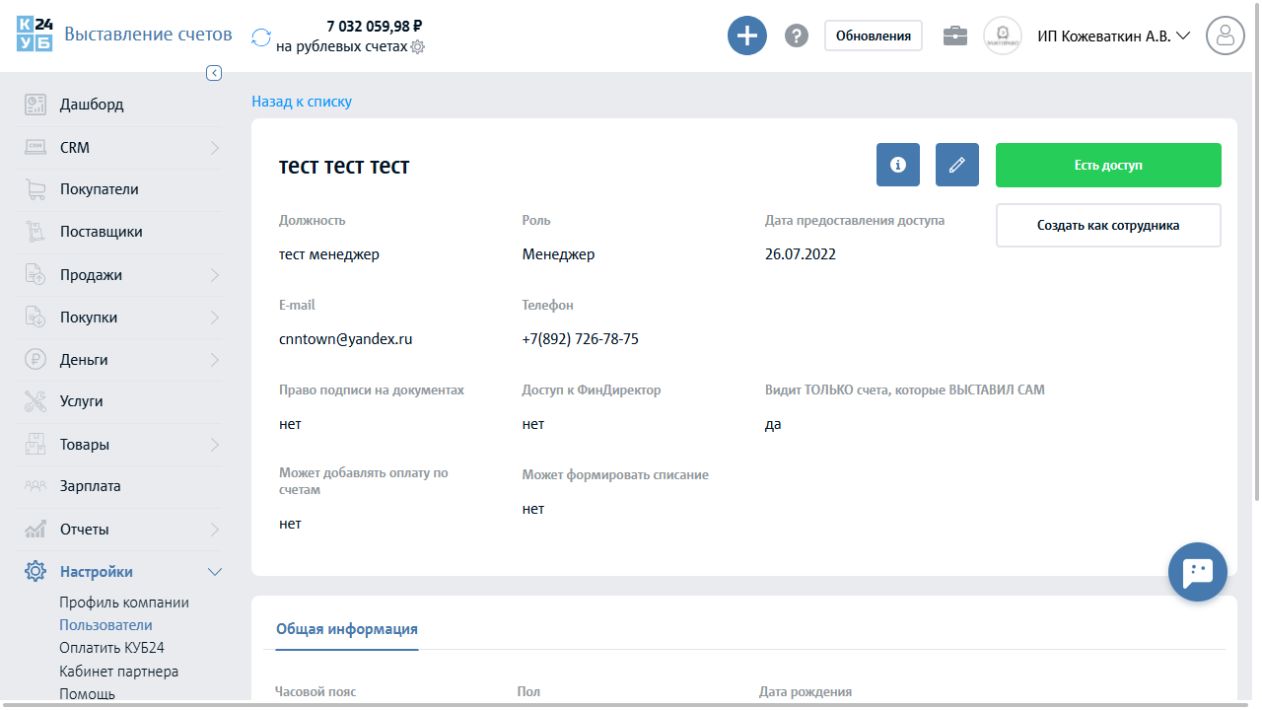 К 24
У Б
Выставление счетов
7 032 059,98 ₽
на рублевых счетах
Обновления
ИП Кожеваткин А.В.
Дашборд
CRM
Покупатели
Поставщики
Продажи
Покупки
Деньги
Услуги
Товары
Зарплата
Отчеты
Настройки
Профиль компании
Пользователи
Оплатить КУБ24
Кабинет партнера
Помощь
Назад к списку
тест тест тест
Есть доступ
Создать как сотрудника
Должность
Роль
Дата предоставления доступа
тест менеджер
Менеджер
26.07.2022
E-mail
Телефон
cnntown@yandex.ru
+7(892) 726-78-75
Право подписи на документах
Доступ к ФинДиректор
Видит ТОЛЬКО счета, которые ВЫСТАВИЛ САМ
нет
нет
да
Может добавлять оплату по
счетам
Может формировать списание
нет
нет
Общая информация
Часовой пояс
Пол
Дата рождения